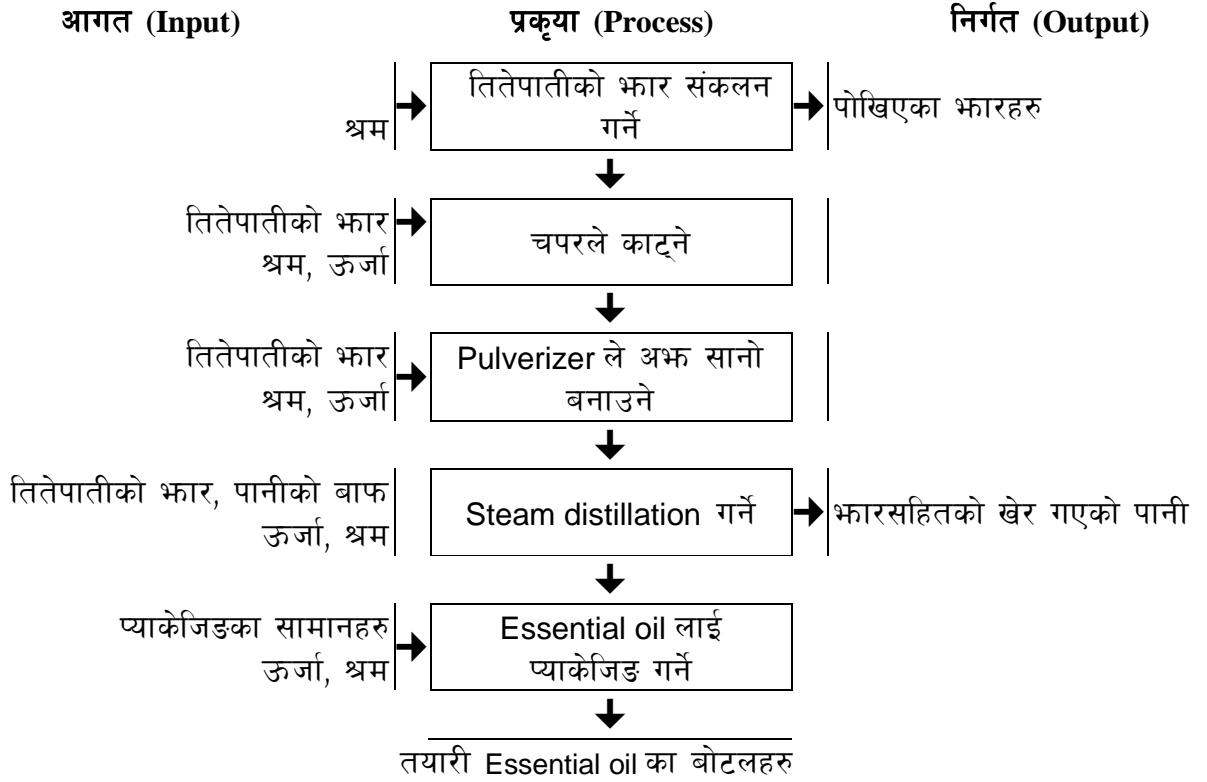 आगत (Input) प्रकृया (Process) निर्गत (Output)
तितेपातीको झार संकलन
गर्ने
श्रम
पोखिएका झारहरु
तितेपातीको झार
श्रम, ऊर्जा
चपरले काट्ने
तितेपातीको झार
श्रम, ऊर्जा
Pulverizer ले अझ सानो
बनाउने
तितेपातीको झार, पानीको बाफ
ऊर्जा, श्रम
Steam distillation गर्ने
झारसहितको खेर गएको पानी
प्याकेजिङका सामानहरु
ऊर्जा, श्रम
Essential oil लाई
प्याकेजिङ गर्ने
तयारी Essential oil का बोटलहरु